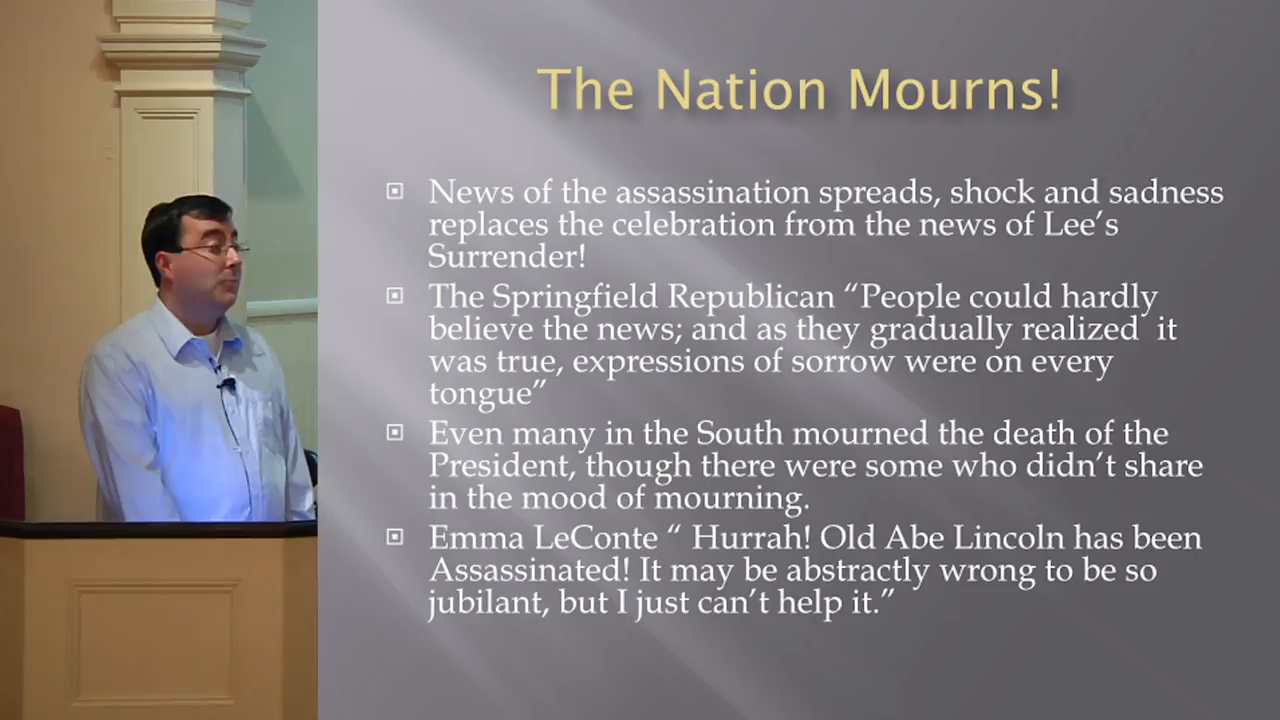 The Nation Mourns!
News of the assassination spreads, shock and sadness
replaces the celebration from the news of Lee’s
Surrender!
The Springfield Republican “People could hardly
believe the news; and as they gradually realized  it
was true, expressions of sorrow were on every
tongue”
Even many in the South mourned the death of the
President, though there were some who didn’t share
in the mood of mourning.
Emma LeConte “ Hurrah! Old Abe Lincoln has been
Assassinated! It may be abstractly wrong to be so
jubilant, but I just can’t help it.”